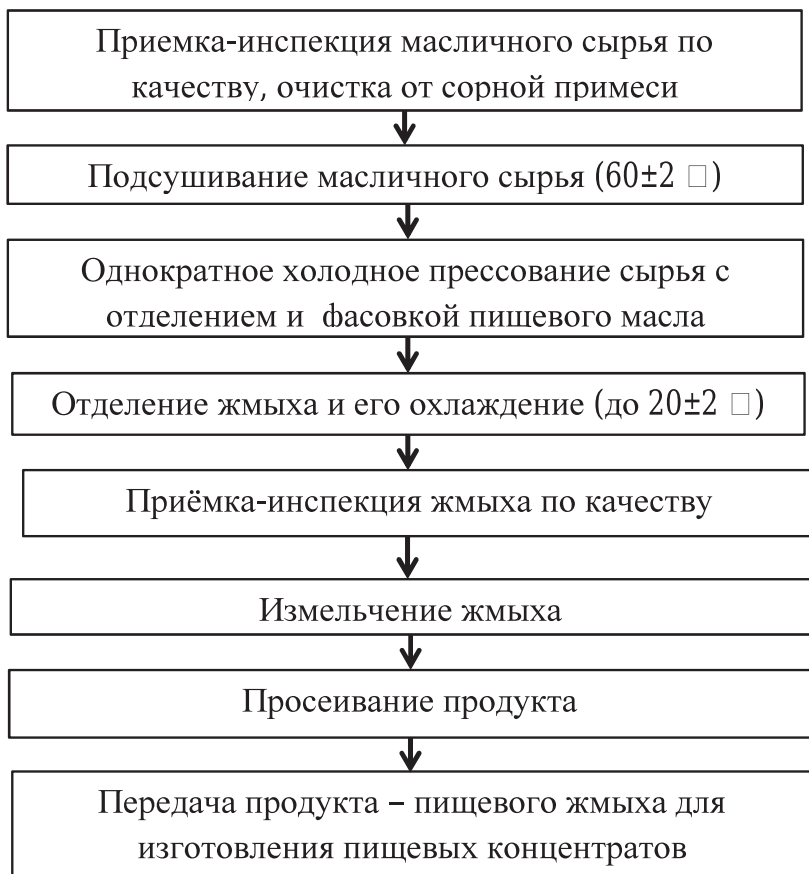 Приемка-инспекция масличного сырья по
качеству, очистка от сорной примеси
Подсушивание масличного сырья (60±2 □)
Однократное холодное прессование сырья с
отделением и фасовкой пищевого масла
Отделение жмыха и его охлаждение (до 20±2 □)
Приёмка-инспекция жмыха по качеству
Измельчение жмыха
Просеивание продукта
Передача продукта – пищевого жмыха для
изготовления пищевых концентратов